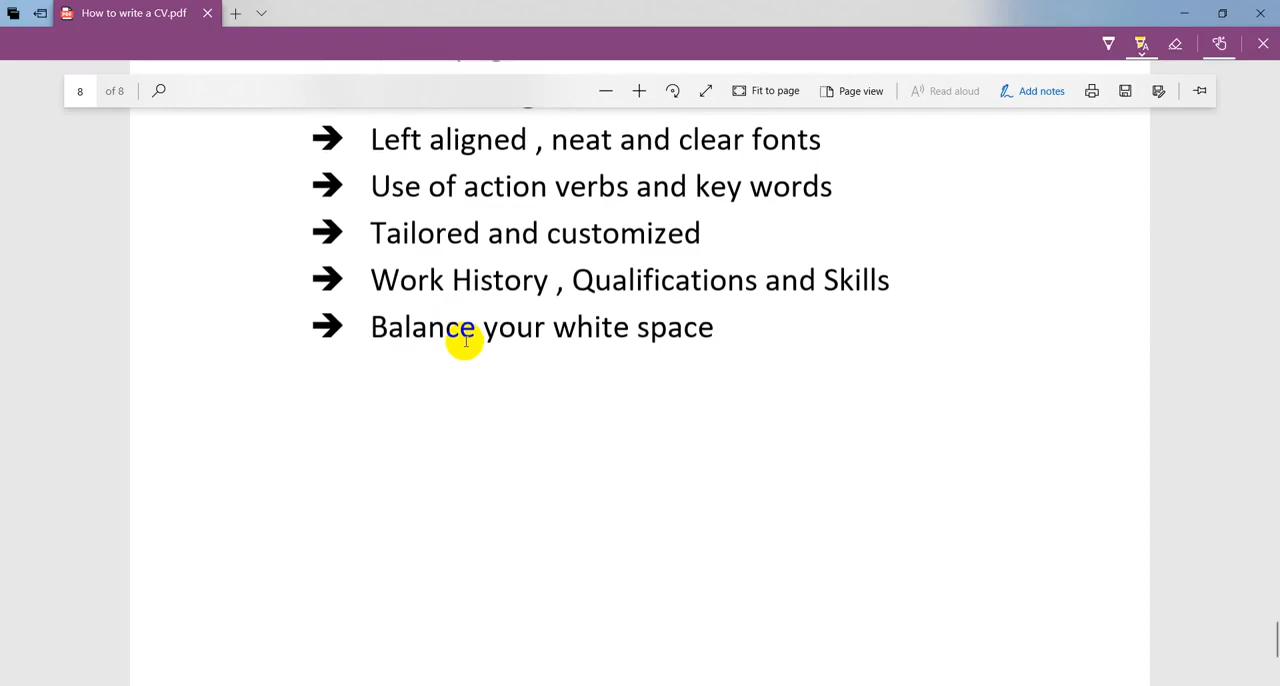 How to write a CV.pdf
8 of 8 Fit to page Page view Read aloud Add notes
Left aligned , neat and clear fonts
Use of action verbs and key words
Tailored and customized
Work History , Qualifications and Skills
Balance your white space